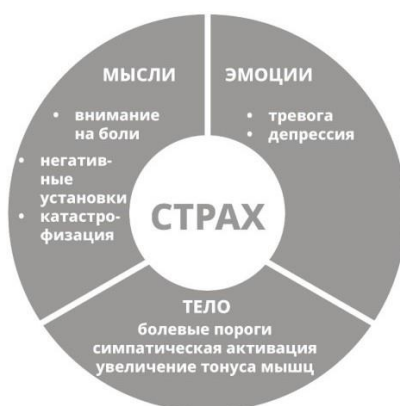 МЫСЛИ
• внимание
на боли
• негатив-
ные
установки
• катастро-
физация
ЭМОЦИИ
• тревога
• депрессия
СТРАХ
ТЕЛО
болевые пороги
симпатическая активация
увеличение тонуса мышц